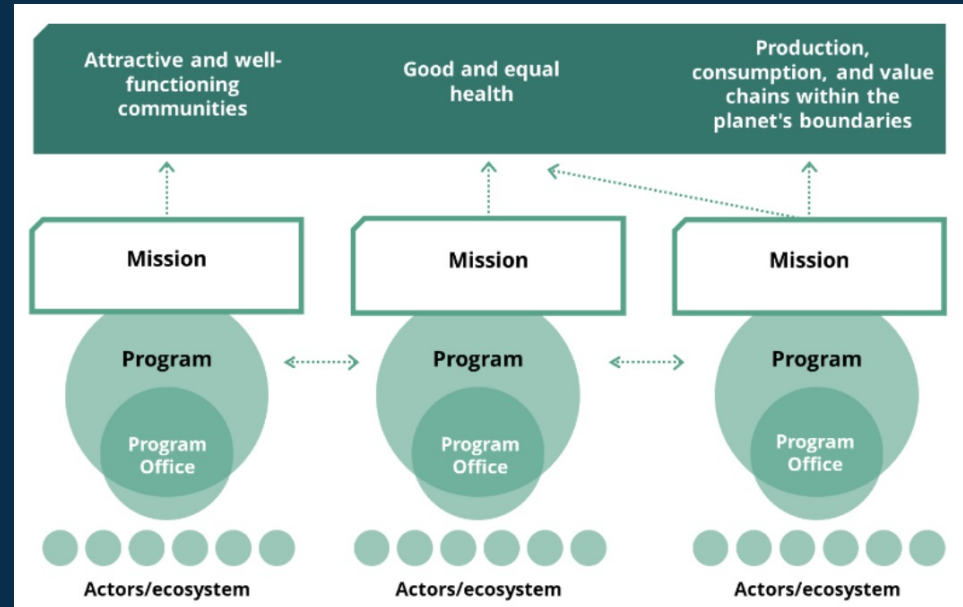 Attractive and well-
functioning
communities
Good and equal
health
Production,
consumption, and value
chains within the
planet's boundaries
Mission
Mission
Mission
Program
Program
Program
Program
Office
Program
Office
Program
Office
Actors/ecosystem
Actors/ecosystem
Actors/ecosystem